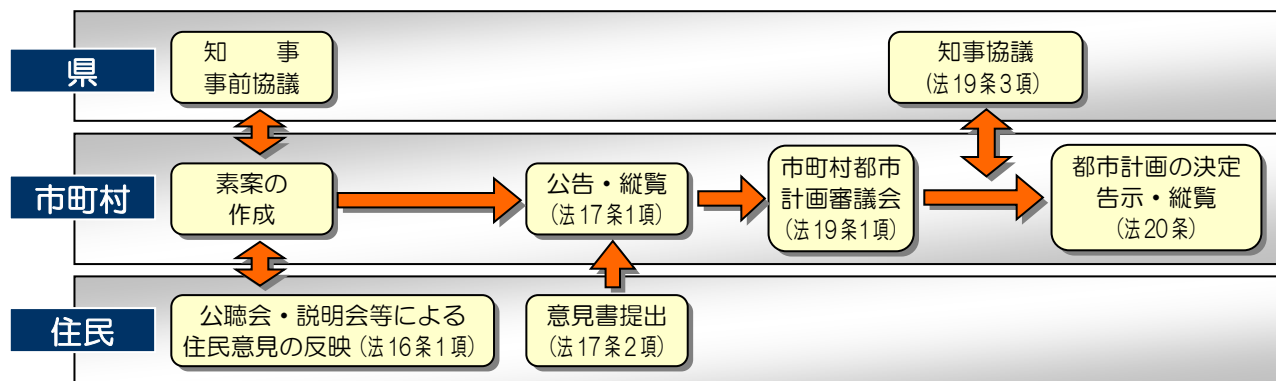 県
知　　事
事前協議
知事協議
(法19条3項)
市町村
素案の
作成
公告・縦覧
(法17条1項)
市町村都市
計画審議会
(法19条1項)
都市計画の決定
告示・縦覧
(法20条)
住民
公聴会・説明会等による
住民意見の反映(法16条1項)
意見書提出
(法17条2項)